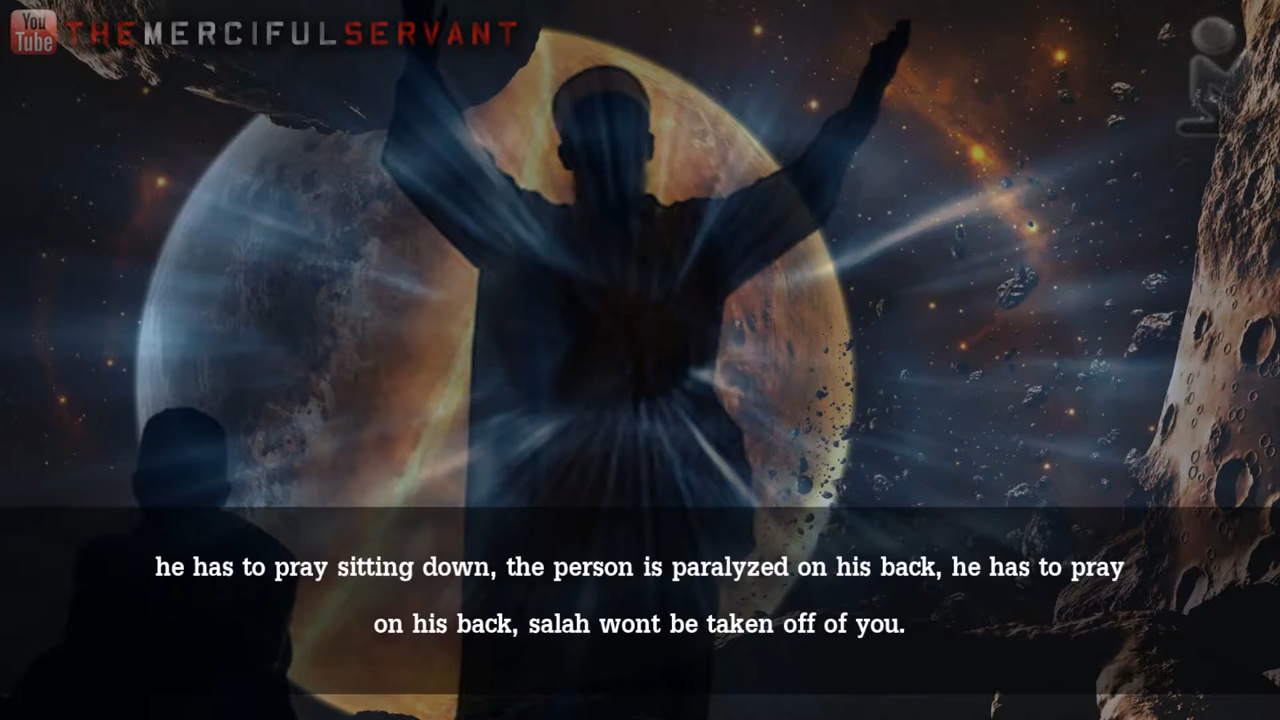 You Tube THEMERCIFULSERVANT
he has to pray sitting down, the person is paralyzed on his back, he has to pray
on his back, salah wont be taken off of you.